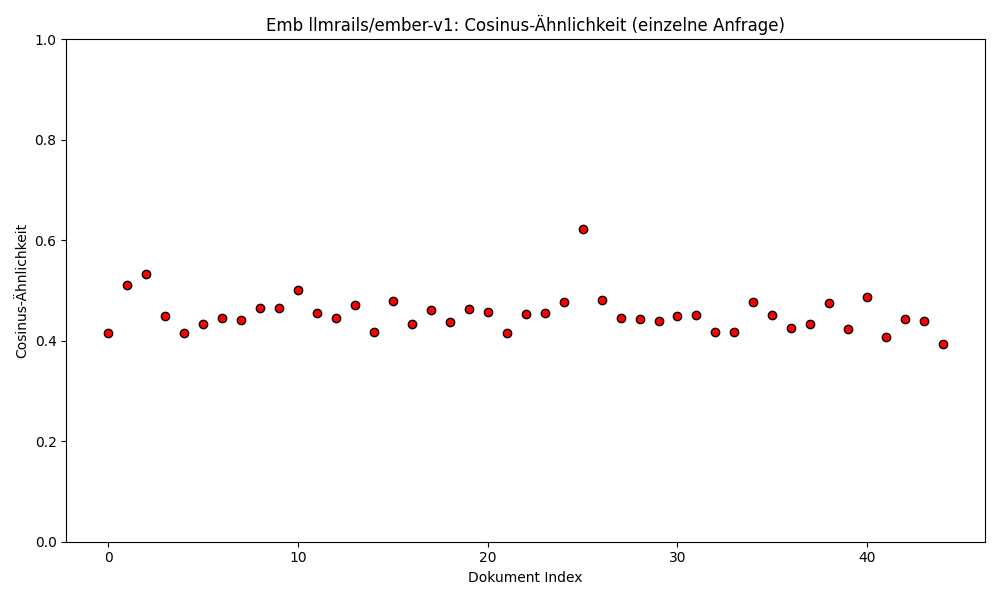 Emb llmrails/ember-v1: Cosinus-Ähnlichkeit (einzelne Anfrage)
1.0
0.8
0.6
0.4
0.2
0.0
Cosinus-Ähnlichkeit
0 10 20 30 40
Dokument Index